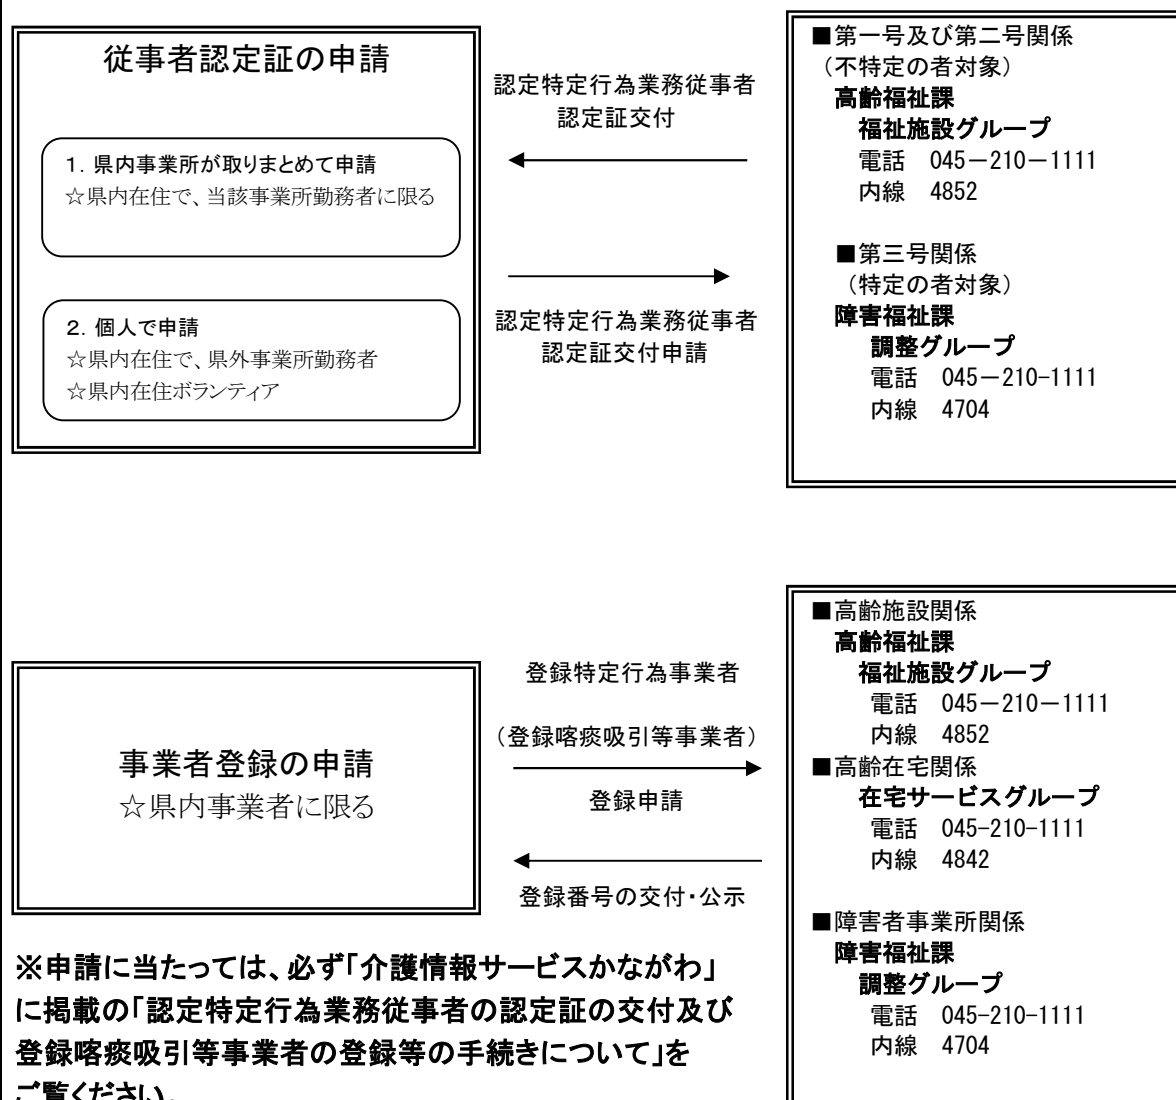 従事者認定証の申請
１．県内事業所が取りまとめて申請
☆県内在住で、当該事業所勤務者に限る
２．個人で申請
☆県内在住で、県外事業所勤務者
☆県内在住ボランティア
認定特定行為業務従事者
認定証交付
認定特定行為業務従事者
認定証交付申請
■第一号及び第二号関係
（不特定の者対象）
高齢福祉課
福祉施設グループ
電話　045－210－1111
内線　4852
■第三号関係
（特定の者対象）
障害福祉課
調整グループ
電話　045－210-1111
内線　4704
事業者登録の申請
☆県内事業者に限る
登録特定行為事業者
（登録喀痰吸引等事業者）
登録申請
登録番号の交付・公示
■高齢施設関係
高齢福祉課
福祉施設グループ
電話　045－210－1111
内線　4852
■高齢在宅関係
在宅サービスグループ
電話　045-210-1111
内線　4842
■障害者事業所関係
障害福祉課
調整グループ
電話　045-210-1111
内線　4704
※申請に当たっては、必ず「介護情報サービスかながわ」
に掲載の「認定特定行為業務従事者の認定証の交付及び
登録喀痰吸引等事業者の登録等の手続きについて」を
ご覧ください。